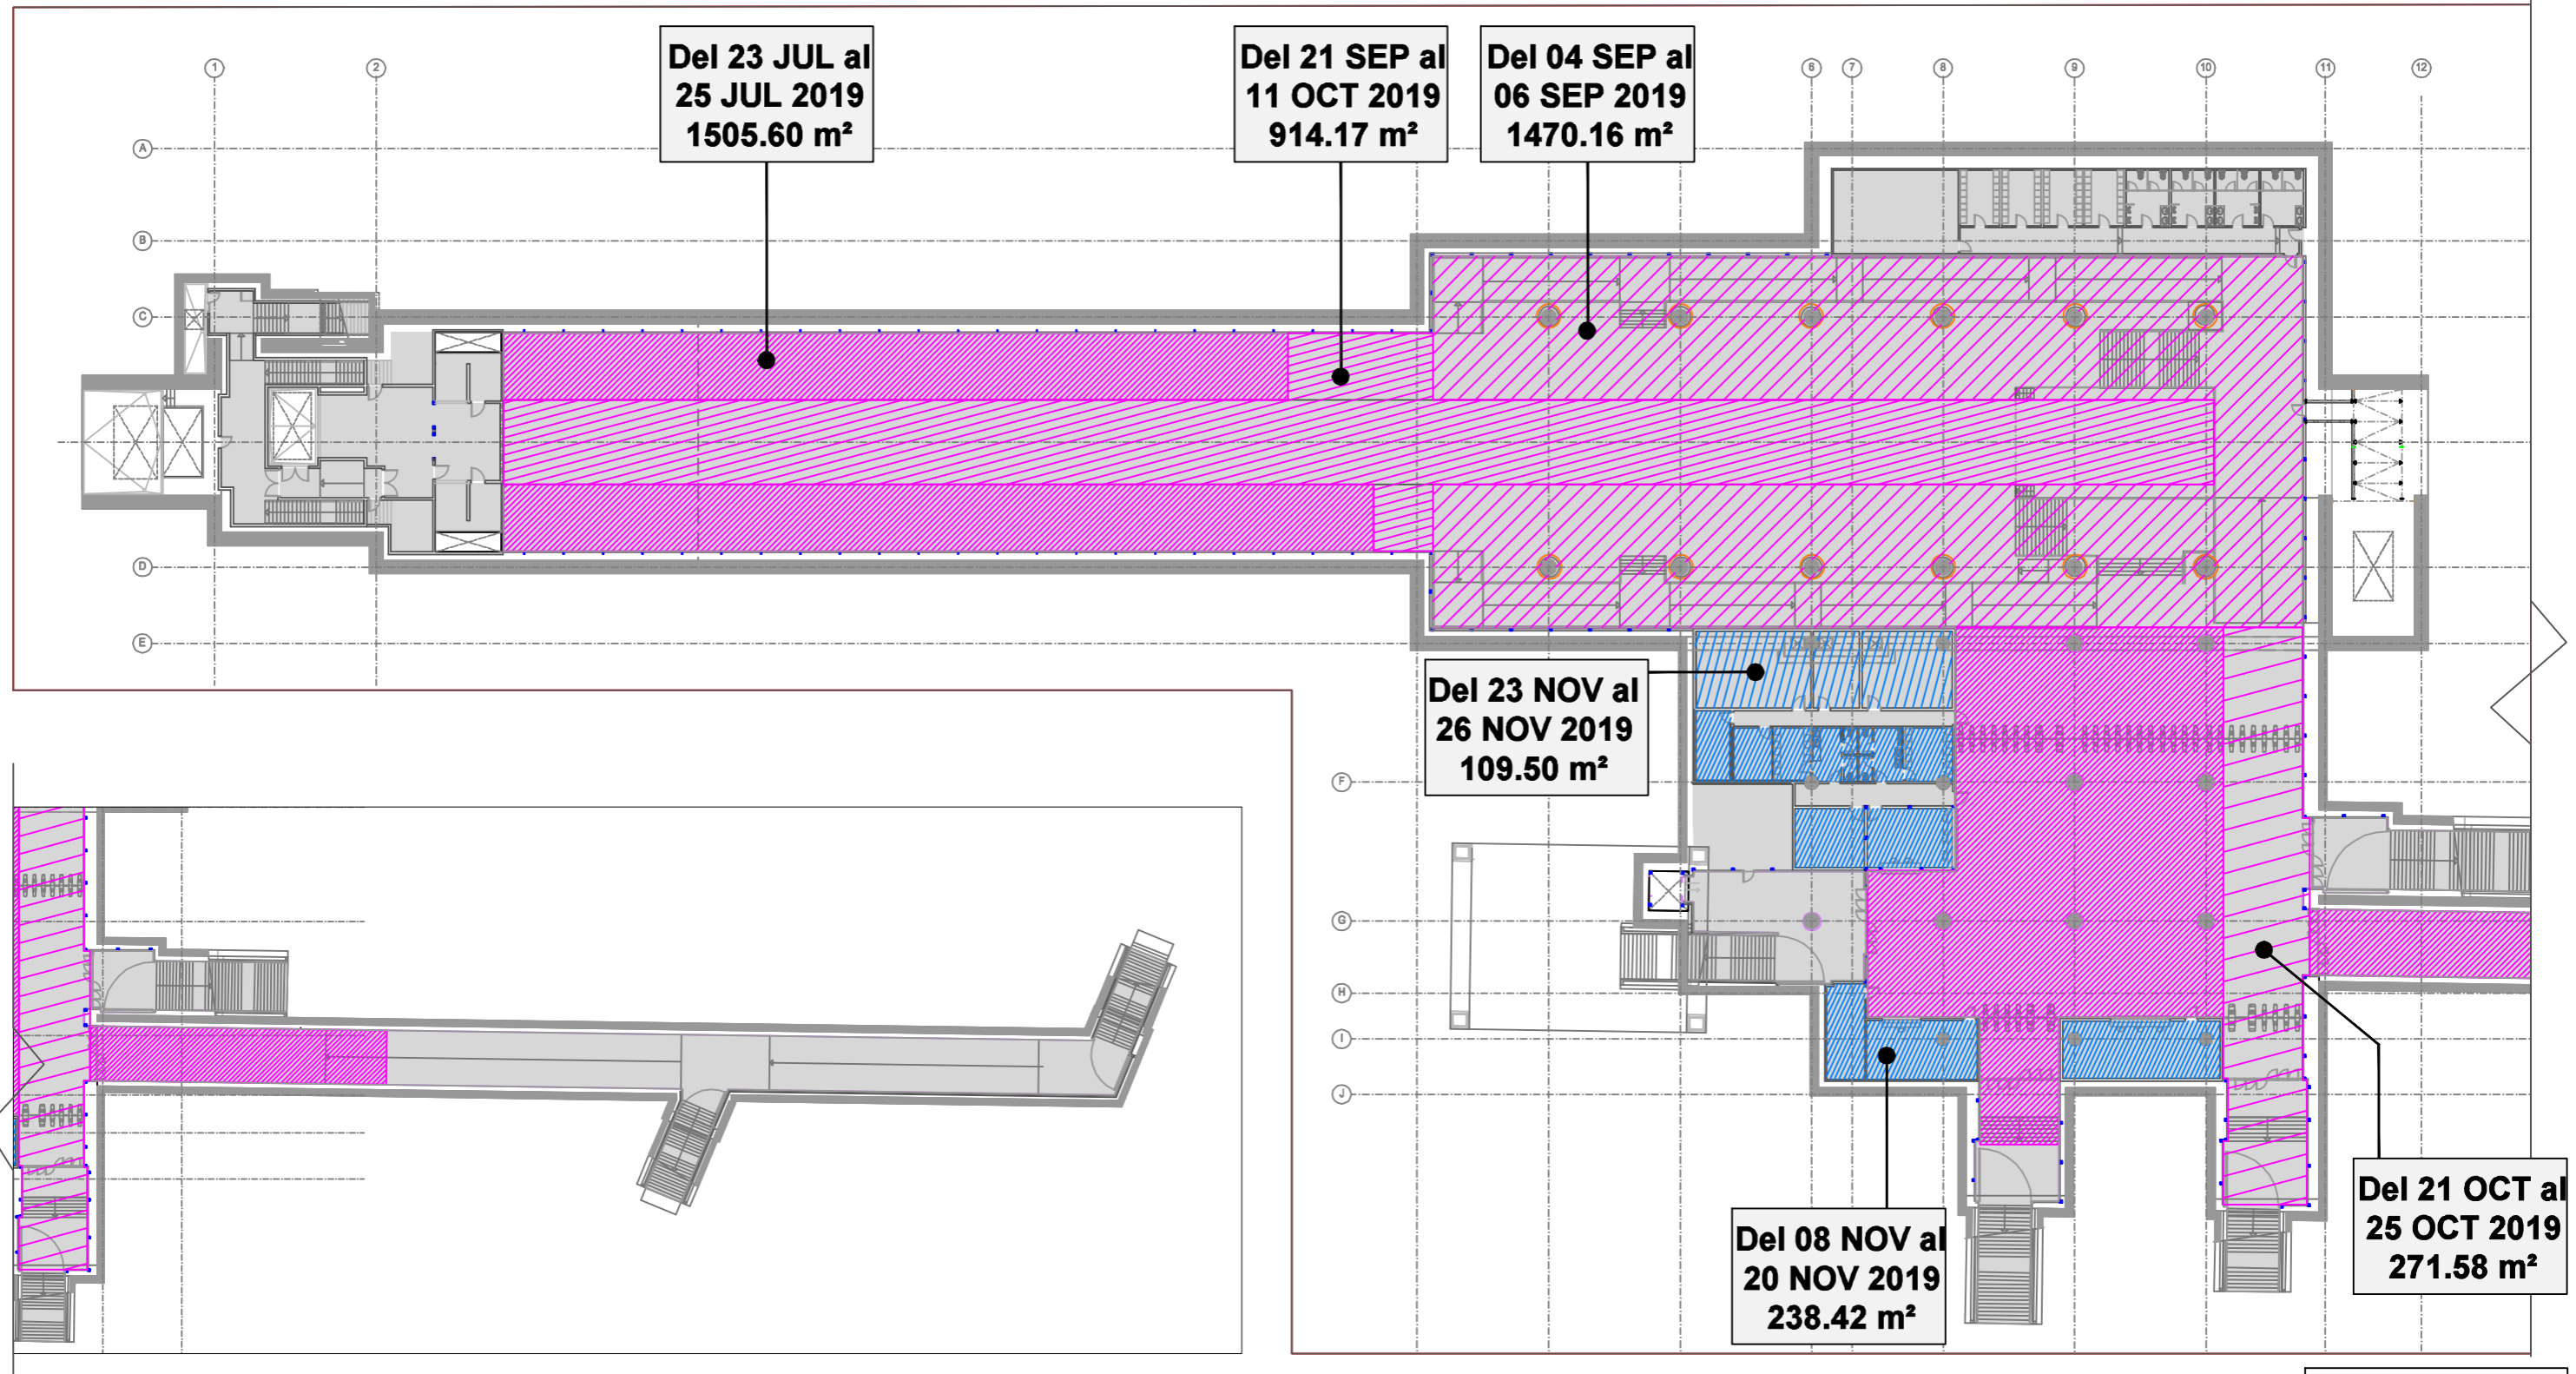 Del 23 JUL al
25 JUL 2019
1505.60 m²
Del 21 SEP al
11 OCT 2019
914.17 m²
Del 04 SEP al
06 SEP 2019
1470.16 m²
1
2
6
7
8
9
10
11
12
A
B
C
D
E
Del 23 NOV al
26 NOV 2019
109.50 m²
F
G
H
I
J
Del 08 NOV al
20 NOV 2019
238.42 m²
Del 21 OCT al
25 OCT 2019
271.58 m²